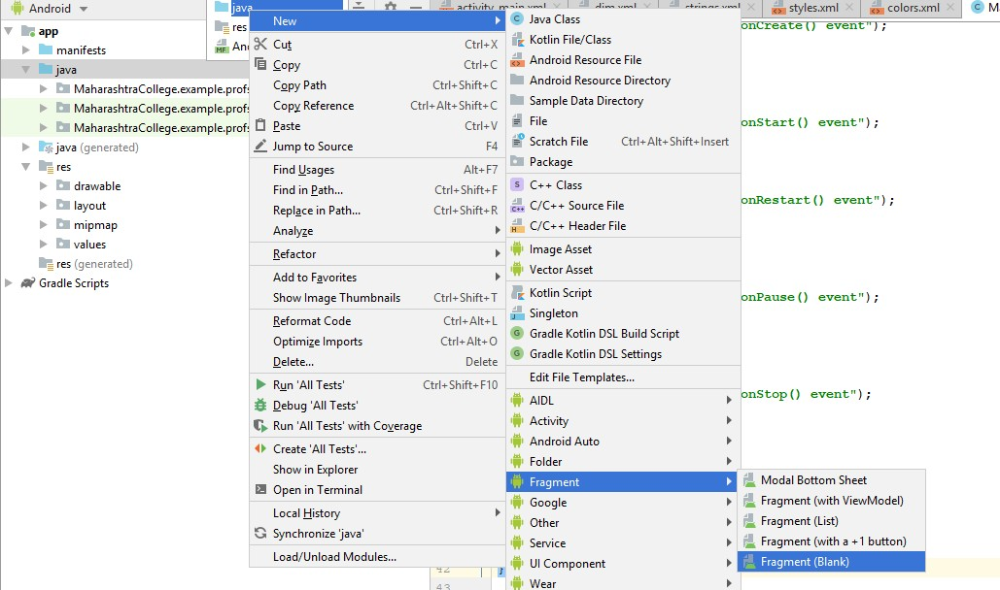 Android
app
manifests
java
MaharashtraCollege.example.profs
MaharashtraCollege.example.profs
MaharashtraCollege.example.profs
java (generated)
res
drawable
layout
mipmap
values
res (generated)
Gradle Scripts
java
res
New
Cut Ctrl+X
Copy Ctrl+C
Copy Path Ctrl+Shift+C
Copy Reference Ctrl+Alt+Shift+C
Paste Ctrl+V
Jump to Source F4
Find Usages Alt+F7
Find in Path... Ctrl+Shift+F
Replace in Path... Ctrl+Shift+R
Analyze
Refactor
Add to Favorites
Show Image Thumbnails Ctrl+Shift+T
Reformat Code Ctrl+Alt+L
Optimize Imports Ctrl+Alt+O
Delete... Delete
Run 'All Tests' Ctrl+Shift+F10
Debug 'All Tests'
Run 'All Tests' with Coverage
Create 'All Tests'...
Show in Explorer
Open in Terminal
Local History
Synchronize 'java'
Load/Unload Modules...
Java Class
Kotlin File/Class
Android Resource File
Android Resource Directory
Sample Data Directory
File
Scratch File Ctrl+Alt+Shift+Insert
Package
C++ Class
C/C++ Source File
C/C++ Header File
Image Asset
Vector Asset
Kotlin Script
Singleton
Gradle Kotlin DSL Build Script
Gradle Kotlin DSL Settings
Edit File Templates...
AIDL
Activity
Android Auto
Folder
Fragment
Google
Other
Service
UI Component
Wear
Modal Bottom Sheet
Fragment (with ViewModel)
Fragment (List)
Fragment (with a +1 button)
Fragment (Blank)
activity_main.xml dim.xml strings.xml styles.xml colors.xml
onCreate() event");
onStart() event");
onRestart() event");
onPause() event");
onStop() event");
42 }
43